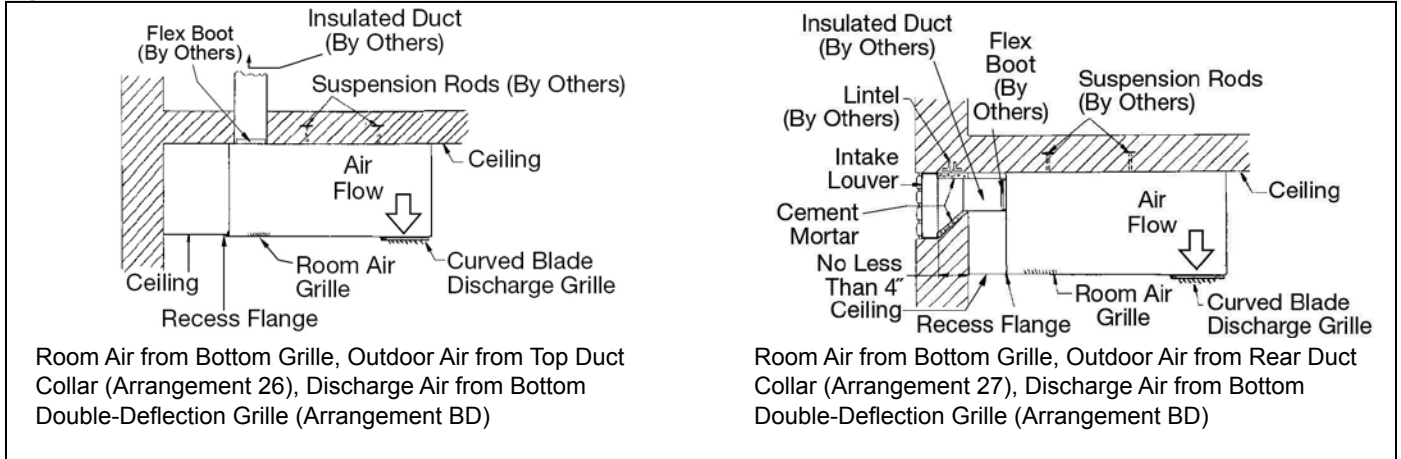 Insulated Duct
(By Others)
Flex Boot
(By Others)
Suspension Rods (By Others)
Air
Flow
Ceiling
Ceiling
Room Air
Grille
Curved Blade
Discharge Grille
Recess Flange
Room Air from Bottom Grille, Outdoor Air from Top Duct
Collar (Arrangement 26), Discharge Air from Bottom
Double-Deflection Grille (Arrangement BD)
Insulated Duct
(By Others)
Flex
Boot
(By
Others)
Suspension Rods
(By Others)
Lintel
(By Others)
Intake
Louver
Cement
Mortar
Air
Flow
Ceiling
No Less
Than 4"
Ceiling
Recess Flange
Room Air
Grille
Curved Blade
Discharge Grille
Room Air from Bottom Grille, Outdoor Air from Rear Duct
Collar (Arrangement 27), Discharge Air from Bottom
Double-Deflection Grille (Arrangement BD)